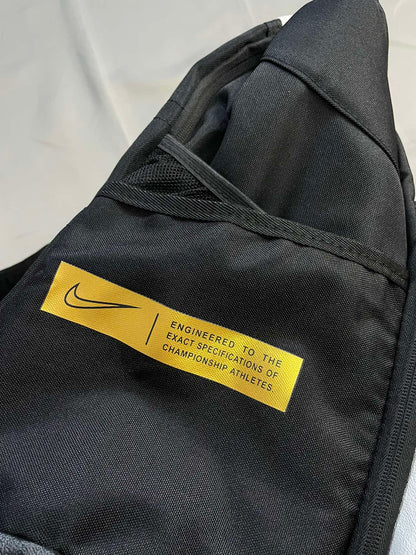 ENGINEERED TO THE
EXACT SPECIFICATIONS OF
CHAMPIONSHIP ATHLETES